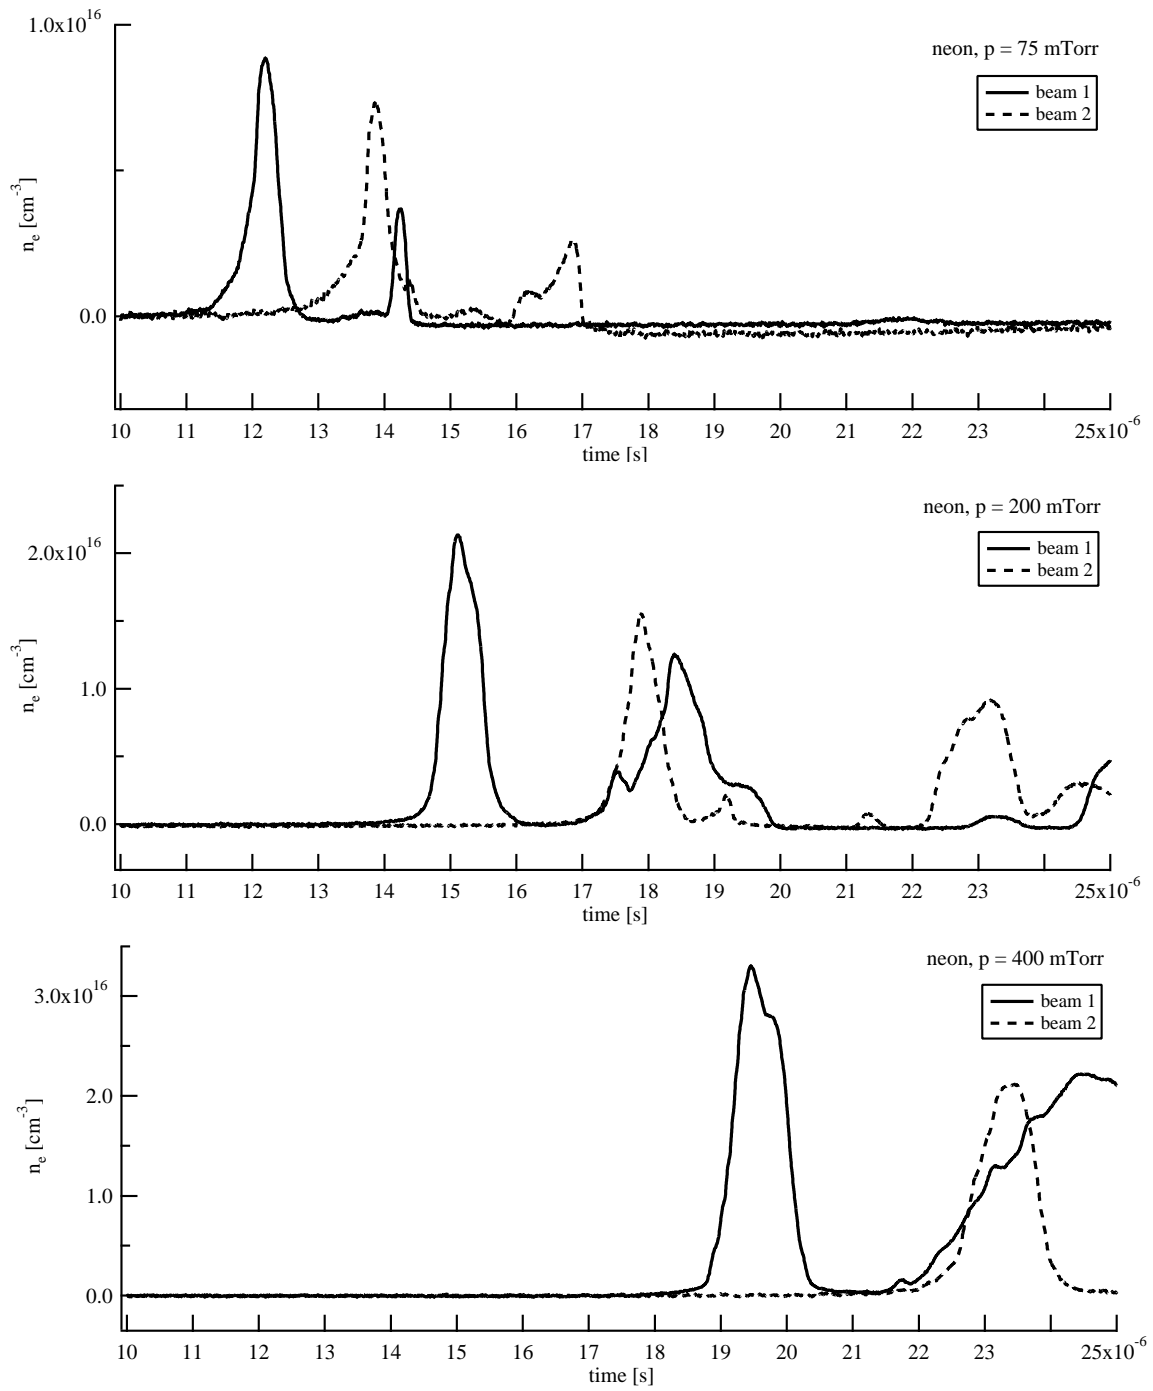 1.0x10^16
neon, p = 75 mTorr
beam 1
beam 2
n_e [cm^-3]
0.0
10 11 12 13 14 15 16 17 18 19 20 21 22 23 25x10^-6
time [s]
neon, p = 200 mTorr
2.0x10^16
beam 1
beam 2
n_e [cm^-3]
1.0
0.0
10 11 12 13 14 15 16 17 18 19 20 21 22 23 25x10^-6
time [s]
neon, p = 400 mTorr
3.0x10^16
beam 1
beam 2
2.0
n_e [cm^-3]
1.0
0.0
10 11 12 13 14 15 16 17 18 19 20 21 22 23 25x10^-6
time [s]